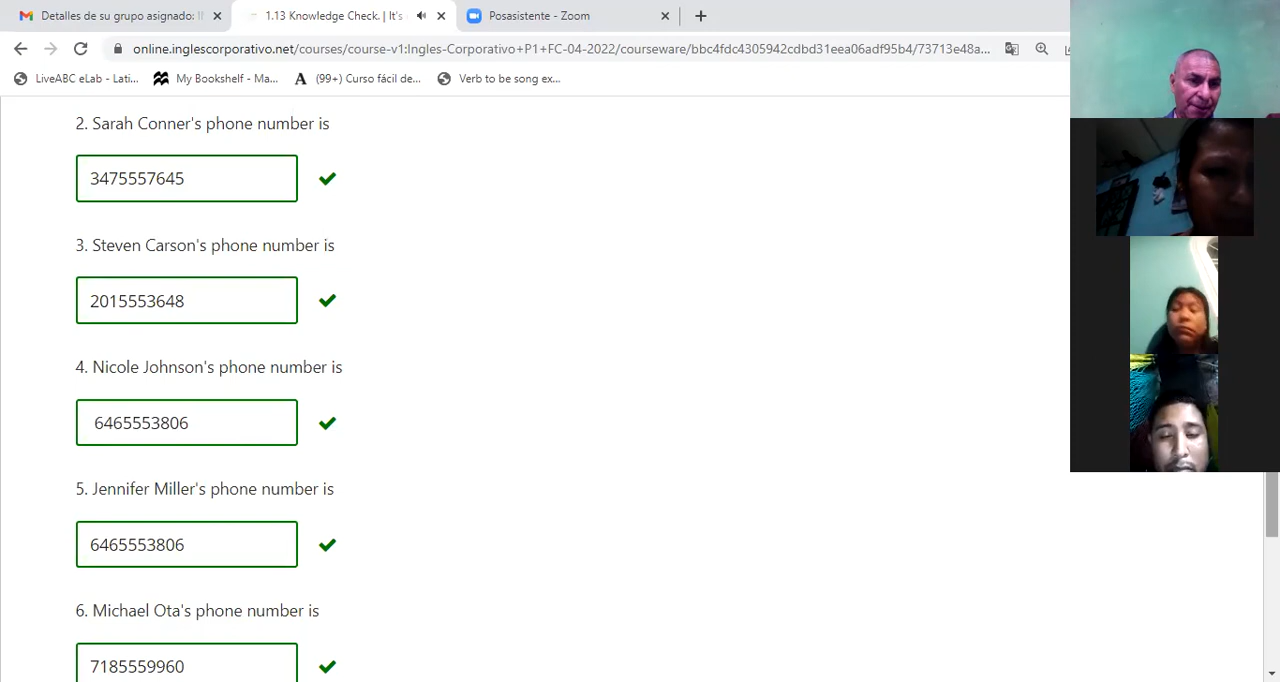 Detalles de su grupo asignado: I
1.13 Knowledge Check. | It's
Posasistente - Zoom
online.inglescorporativo.net/courses/course-v1:Ingles-Corporativo+P1+FC-04-2022/courseware/bbc4fdc4305942cdbd31eea06adf95b4/73713e48a...
LiveABC eLab - Lati...
My Bookshelf - Ma...
A (99+) Curso fácil de...
Verb to be song ex...
2. Sarah Conner's phone number is
3475557645
3. Steven Carson's phone number is
2015553648
4. Nicole Johnson's phone number is
6465553806
5. Jennifer Miller's phone number is
6465553806
6. Michael Ota's phone number is
7185559960